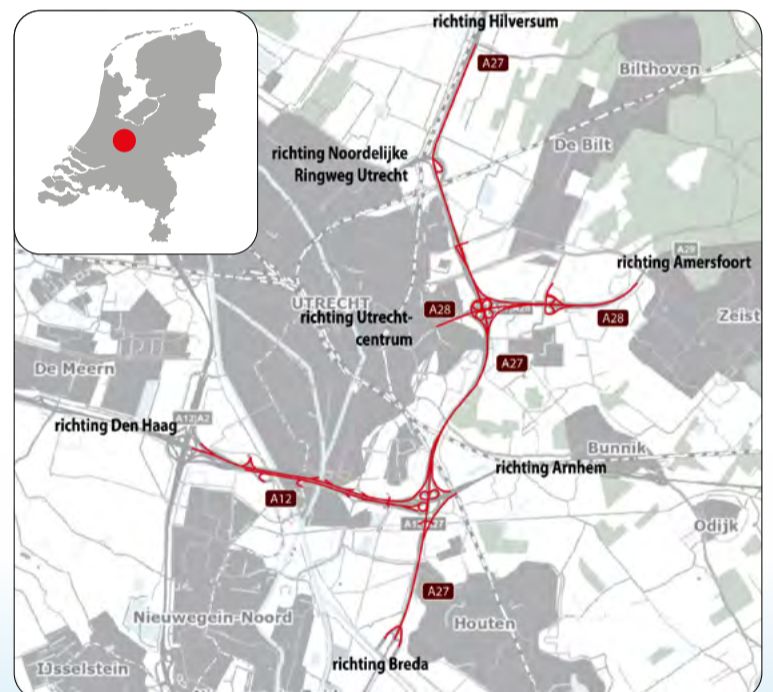 richting Hilversum
A27
Bilthoven
De Bilt
richting Noordelijke
Ringweg Utrecht
A28
richting Amersfoort
UTRECHT
richting Utrecht-
centrum
A28
A28
Zeist
A27
De Meern
richting Den Haag
A12
A2
Bunnik
richting Arnhem
A12
Odijk
A27
Nieuwegein-Noord
Houten
richting Breda
IJsselstein